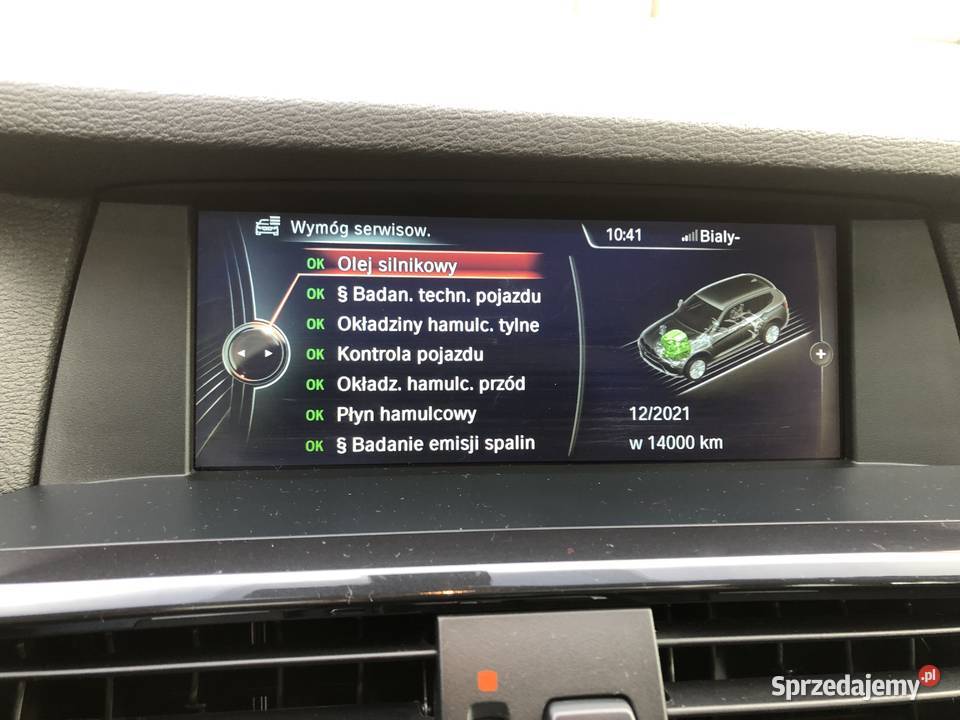 Wymóg serwisow.
10:41
Bialy-
OK Olej silnikowy
OK § Badan. techn. pojazdu
OK Okładziny hamulc. tylne
OK Kontrola pojazdu
OK Okładz. hamulc. przód
OK Płyn hamulcowy
OK § Badanie emisji spalin
12/2021
w 14000 km
Sprzedajemy.pl